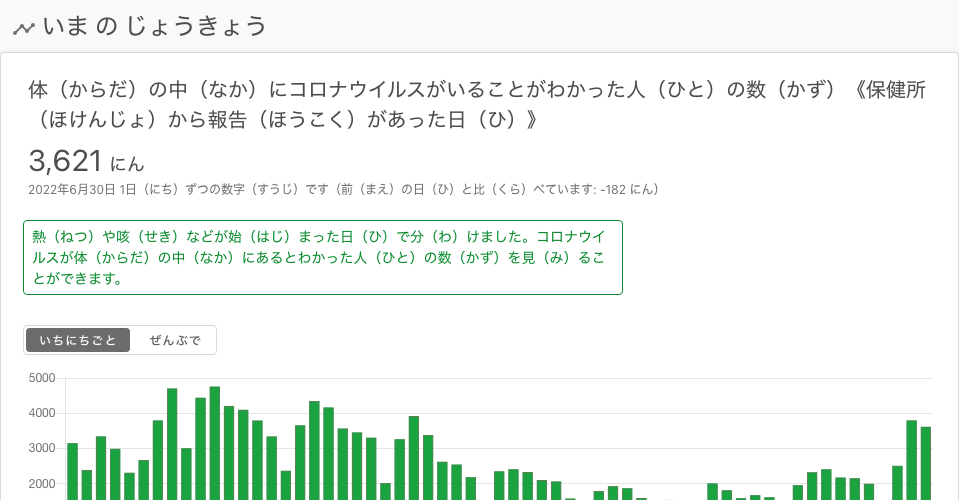 いま の じょうきょう
体（からだ）の中（なか）にコロナウイルスがいることがわかった人（ひと）の数（かず）《保健所
（ほけんじょ）から報告（ほうこく）があった日（ひ）》
3,621 にん
2022年6月30日 1日（にち）ずつの数字（すうじ）です（前（まえ）の日（ひ）と比（くら）べています: -182 にん）
熱（ねつ）や咳（せき）などが始（はじ）まった日（ひ）で分（わ）けました。コロナウイ
ルスが体（からだ）の中（なか）にあるとわかった人（ひと）の数（かず）を見（み）るこ
とができます。
いちにちごと ぜんぶで
5000
4000
3000
2000